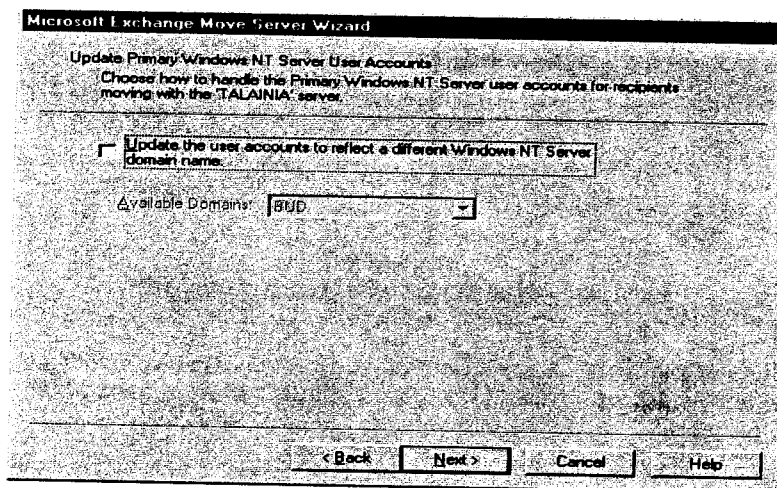 Microsoft Exchange Move Server Wizard
Update Primary Windows NT Server User Accounts
Choose how to handle the Primary Windows NT Server user accounts for recipients
moving with the 'TALAINIA' server.
Update the user accounts to reflect a different Windows NT Server
domain name.
Available Domains: BUD
< Back Next > Cancel Help